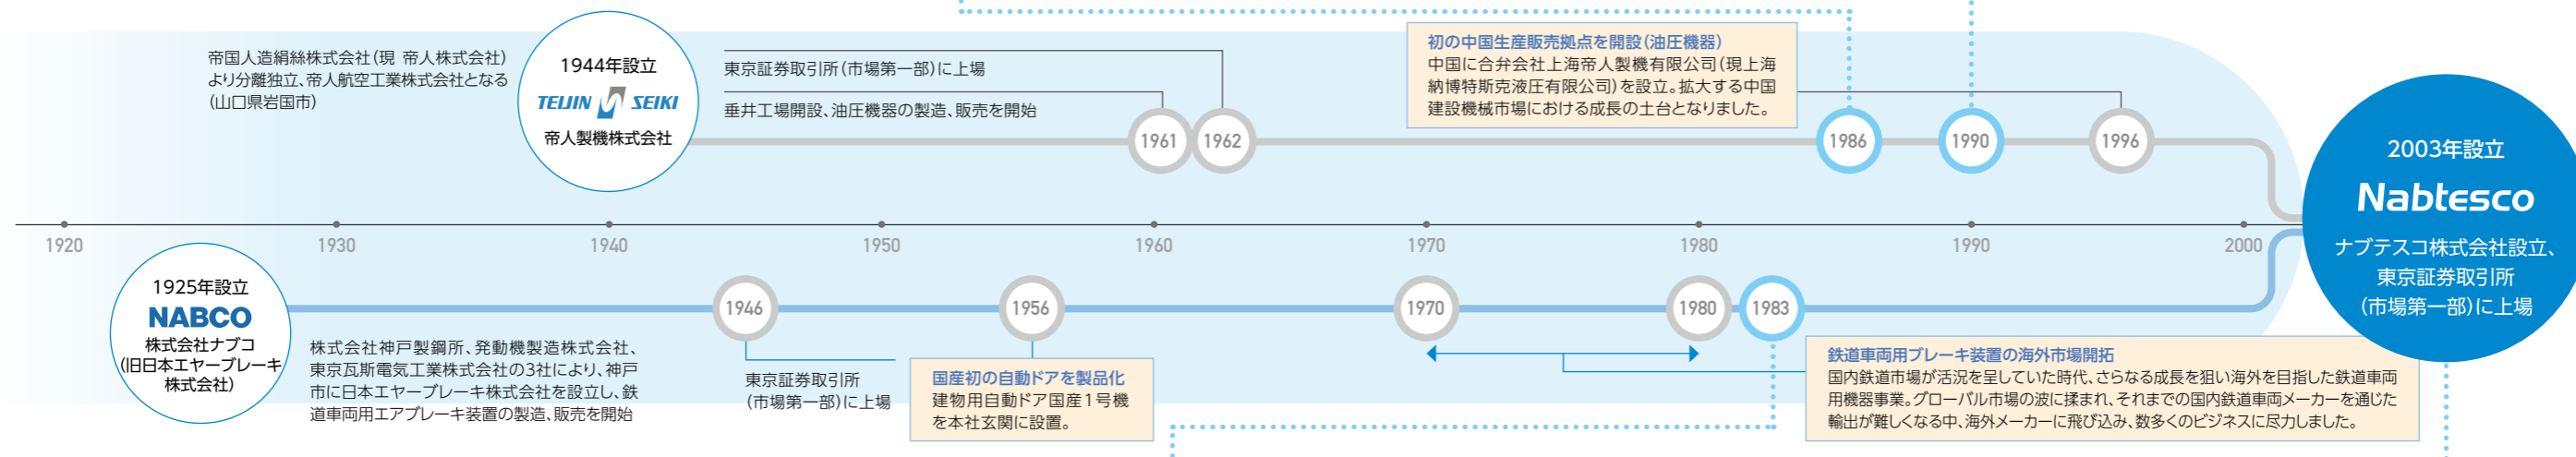 帝国人造絹絲株式会社(現 帝人株式会社)
より分離独立、帝人航空工業株式会社となる
(山口県岩国市)
1944年設立
TEIJIN SEIKI
帝人製機株式会社
東京証券取引所(市場第一部)に上場
垂井工場開設、油圧機器の製造、販売を開始
初の中国生産販売拠点を開設(油圧機器)
中国に合弁会社上海帝人製機有限公司(現上海
納博特斯克液圧有限公司)を設立。拡大する中国
建設機械市場における成長の土台となりました。
1961
1962
1986
1990
1996
2003年設立
Nabtesco
ナブテスコ株式会社設立、
東京証券取引所
(市場第一部)に上場
1920
1930
1940
1950
1960
1970
1980
1990
2000
1925年設立
NABCO
株式会社ナブコ
(旧日本エヤーブレーキ
株式会社)
株式会社神戸製鋼所、発動機製造株式会社、
東京瓦斯電気工業株式会社の3社により、神戸
市に日本エヤーブレーキ株式会社を設立し、鉄
道車両用エアブレーキ装置の製造、販売を開始
1946
1956
1970
1980
1983
東京証券取引所
(市場第一部)に上場
国産初の自動ドアを製品化
建物用自動ドア国産1号機
を本社玄関に設置。
鉄道車両用ブレーキ装置の海外市場開拓
国内鉄道市場が活況を呈していた時代、さらなる成長を狙い海外を目指した鉄道車両
用機器事業。グローバル市場の波に揉まれ、それまでの国内鉄道車両メーカーを通じた
輸出が難しくなる中、海外メーカーに飛び込み、数多くのビジネスに尽力しました。